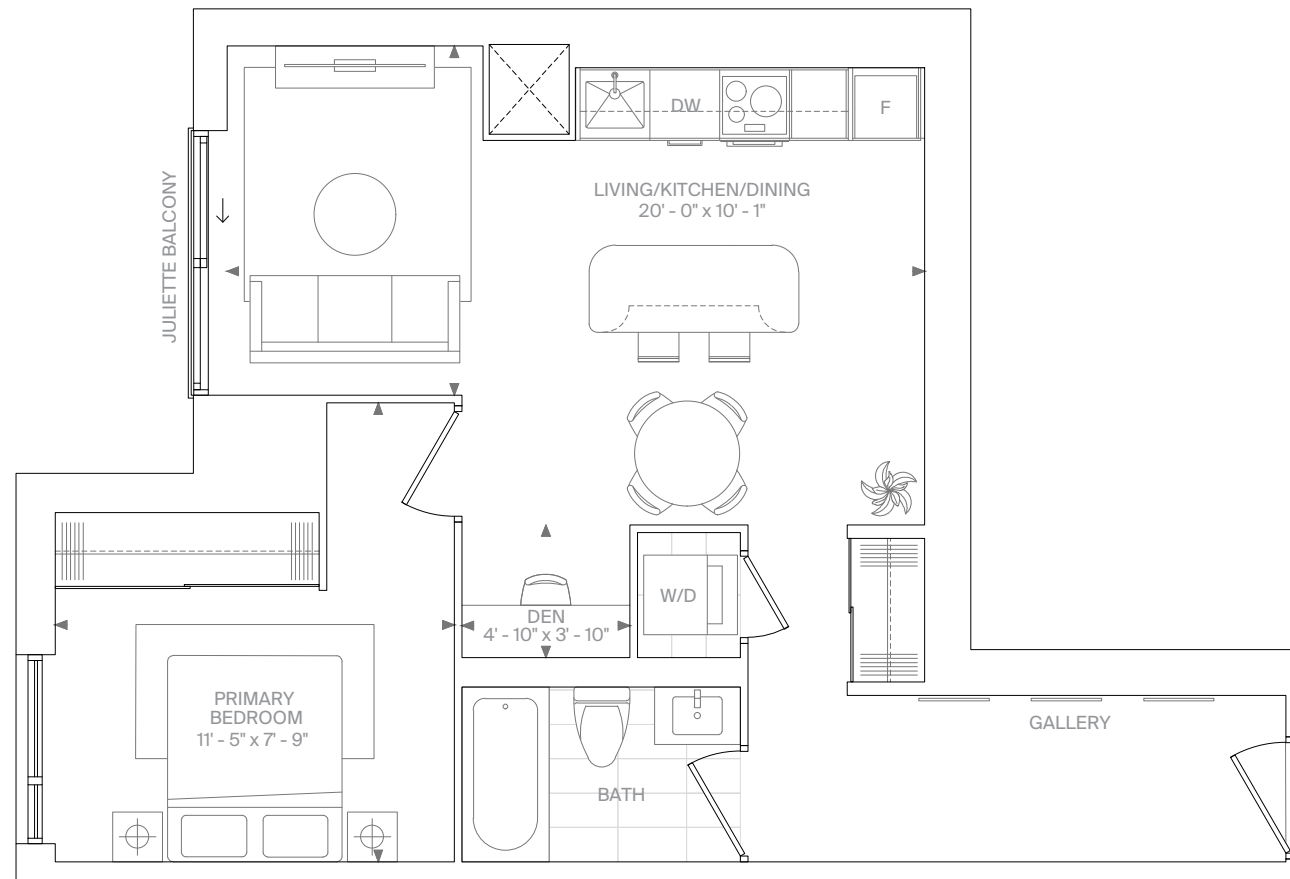 DW
F
LIVING/KITCHEN/DINING
20' - 0" x 10' - 1"
JULIETTE BALCONY
W/D
DEN
4' - 10" x 3' - 10"
PRIMARY
BEDROOM
11' - 5" x 7' - 9"
GALLERY
BATH